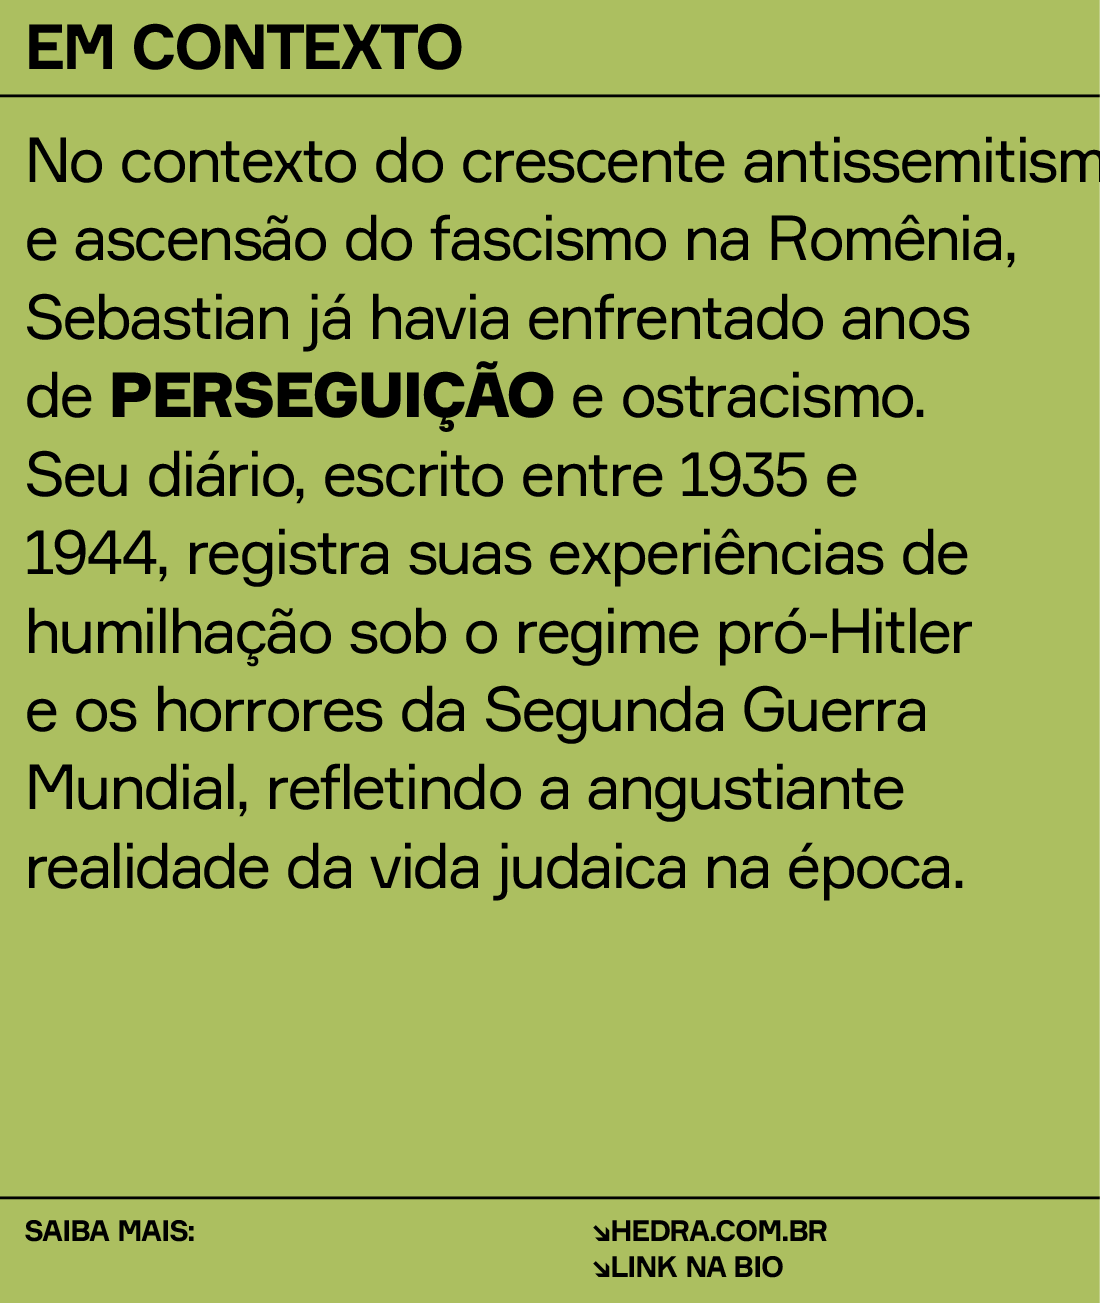 EM CONTEXTO
No contexto do crescente antissemitism
e ascensão do fascismo na Romênia,
Sebastian já havia enfrentado anos
de PERSEGUIÇÃO e ostracismo.
Seu diário, escrito entre 1935 e
1944, registra suas experiências de
humilhação sob o regime pró-Hitler
e os horrores da Segunda Guerra
Mundial, refletindo a angustiante
realidade da vida judaica na época.
SAIBA MAIS:
↘HEDRA.COM.BR
↘LINK NA BIO